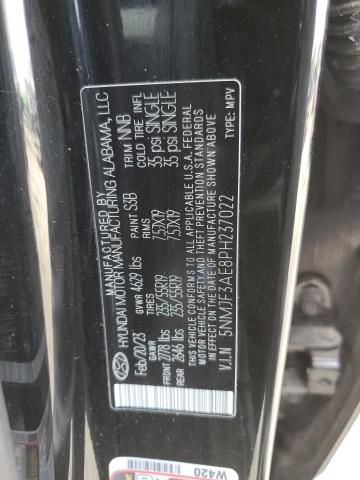 MANUFACTURED BY
HYUNDAI MOTOR MANUFACTURING ALABAMA, LLC
Feb/20/23 GVWR 4629 lbs PAINT S3B TRIM NNB
GAWR TIRES RIMS COLD TIRE INFL
FRONT 2778 lbs 235/55R19 7.5JX19 35 psi SINGLE
REAR 2646 lbs 235/55R19 7.5JX19 35 psi SINGLE
THIS VEHICLE CONFORMS TO ALL APPLICABLE U.S.A. FEDERAL
MOTOR VEHICLE SAFETY, BUMPER, AND THEFT PREVENTION STANDARDS
IN EFFECT ON THE DATE OF MANUFACTURE SHOWN ABOVE
V.I.N 5NMJF3AE8PH237022 TYPE: MPV
W420